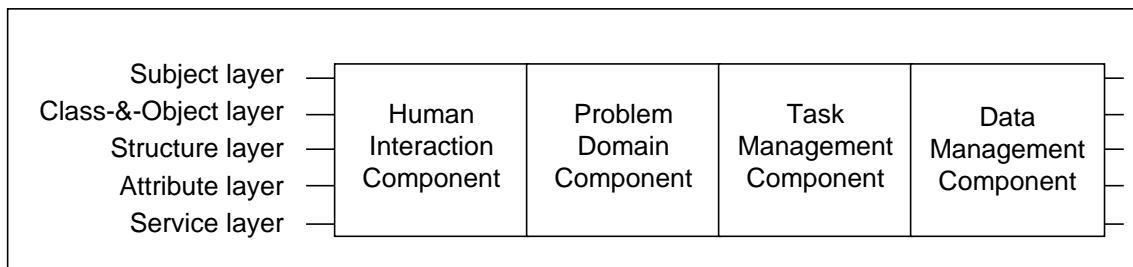 Subject layer
Class-&-Object layer
Structure layer
Attribute layer
Service layer
Human
Interaction
Component
Problem
Domain
Component
Task
Management
Component
Data
Management
Component